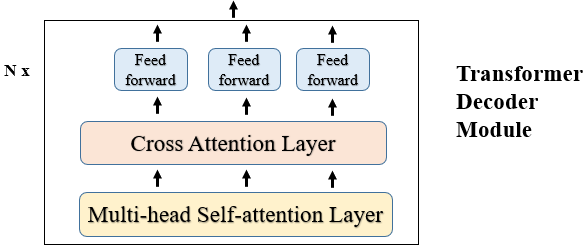 N x
Feed
forward
Feed
forward
Feed
forward
Cross Attention Layer
Multi-head Self-attention Layer
Transformer
Decoder
Module